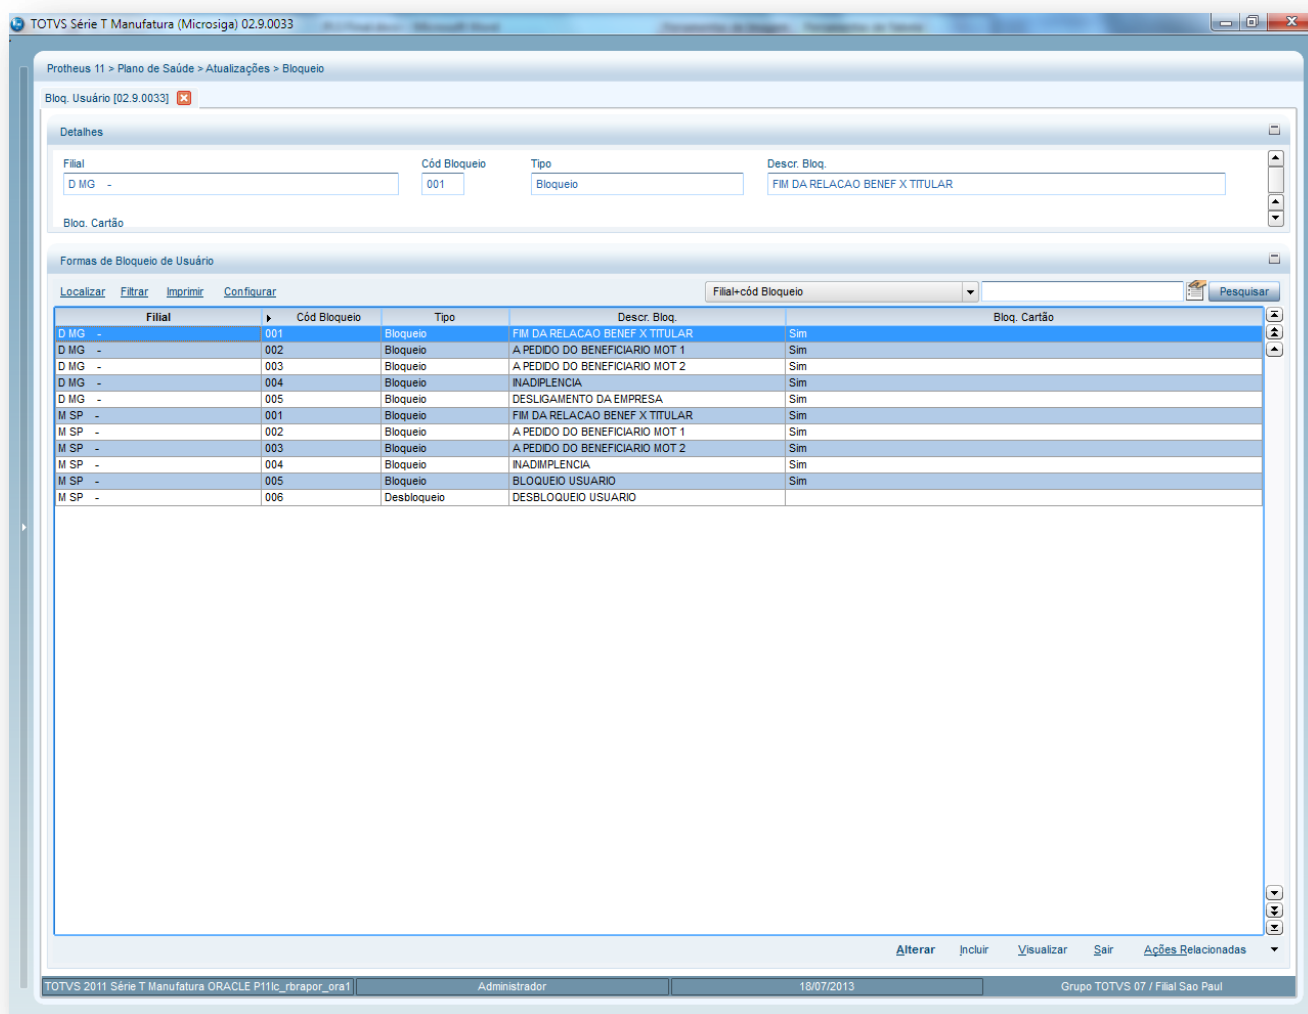 TOTVS Série T Manufatura (Microsiga) 02.9.0033
Protheus 11 > Plano de Saúde > Atualizações > Bloqueio
Bloq. Usuário [02.9.0033]
Detalhes
Filial Cód Bloqueio Tipo Descr. Bloq.
D MG - 001 Bloqueio FIM DA RELACAO BENEF X TITULAR
Bloq. Cartão
Formas de Bloqueio de Usuário
Localizar Filtrar Imprimir Configurar Filial+cód Bloqueio Pesquisar
Filial Cód Bloqueio Tipo Descr. Bloq. Bloq. Cartão
D MG - 001 Bloqueio FIM DA RELACAO BENEF X TITULAR Sim
D MG - 002 Bloqueio A PEDIDO DO BENEFICIARIO MOT 1 Sim
D MG - 003 Bloqueio A PEDIDO DO BENEFICIARIO MOT 2 Sim
D MG - 004 Bloqueio INADIPLENCIA Sim
D MG - 005 Bloqueio DESLIGAMENTO DA EMPRESA Sim
M SP - 001 Bloqueio FIM DA RELACAO BENEF X TITULAR Sim
M SP - 002 Bloqueio A PEDIDO DO BENEFICIARIO MOT 1 Sim
M SP - 003 Bloqueio A PEDIDO DO BENEFICIARIO MOT 2 Sim
M SP - 004 Bloqueio INADIMPLENCIA Sim
M SP - 005 Bloqueio BLOQUEIO USUARIO Sim
M SP - 006 Desbloqueio DESBLOQUEIO USUARIO
Alterar Incluir Visualizar Sair Ações Relacionadas
TOTVS 2011 Série T Manufatura ORACLE P11lc_rbrapor_ora1 Administrador 18/07/2013 Grupo TOTVS 07 / Filial Sao Paul